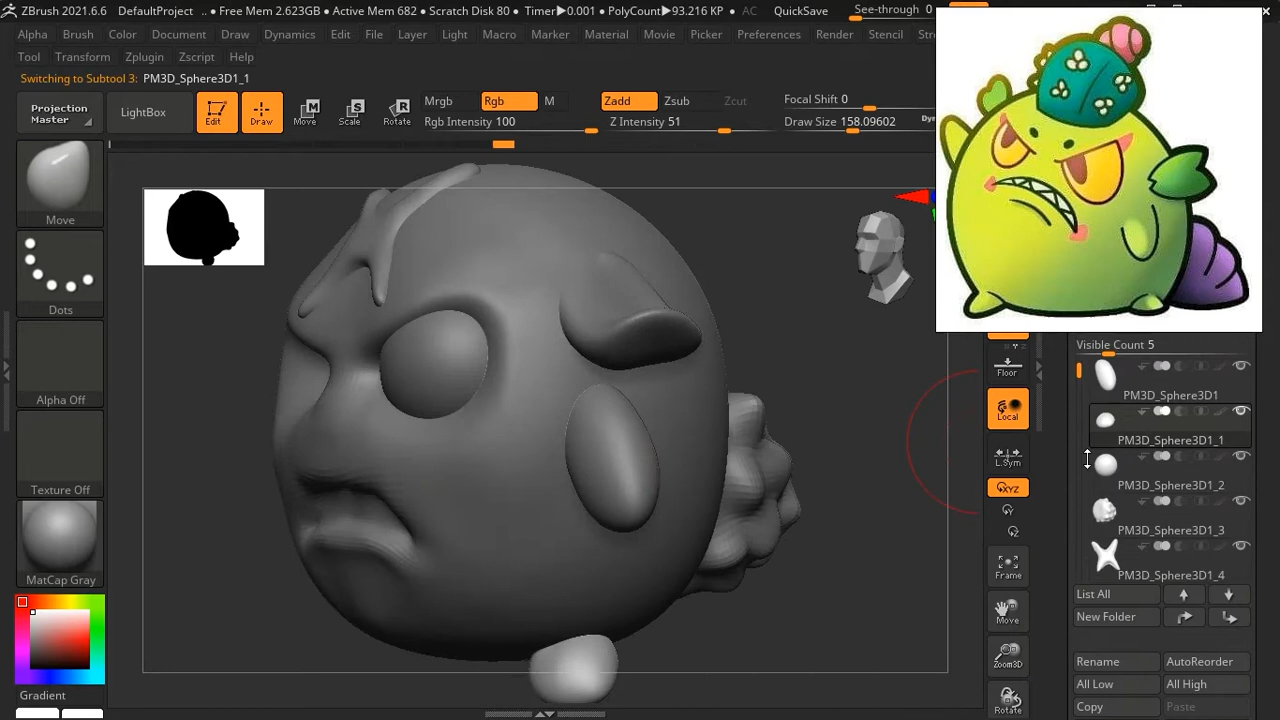 ZBrush 2021.6.6 DefaultProject .. • Free Mem 2.623GB • Active Mem 682 • Scratch Disk 80 • Timer▶0.001 • PolyCount▶93.216 KP • AC QuickSave See-through 0
Alpha Brush Color Document Draw Dynamics Edit File Layer Light Macro Marker Material Movie Picker Preferences Render Stencil
Tool Transform Zplugin Zscript Help
Switching to Subtool 3: PM3D_Sphere3D1_1
Projection Master
LightBox
Edit
Draw
Move
Scale
Rotate
Mrgb Rgb M
Rgb Intensity 100
Zadd Zsub Zcut
Z Intensity 51
Focal Shift 0
Draw Size 158.09602
Move
Dots
Alpha Off
Texture Off
MatCap Gray
Gradient
Floor
Local
L.Sym
XYZ
Y
Z
Frame
Move
Zoom3D
Rotate
Visible Count 5
PM3D_Sphere3D1
PM3D_Sphere3D1_1
PM3D_Sphere3D1_2
PM3D_Sphere3D1_3
PM3D_Sphere3D1_4
List All
New Folder
Rename AutoReorder
All Low All High
Copy Paste